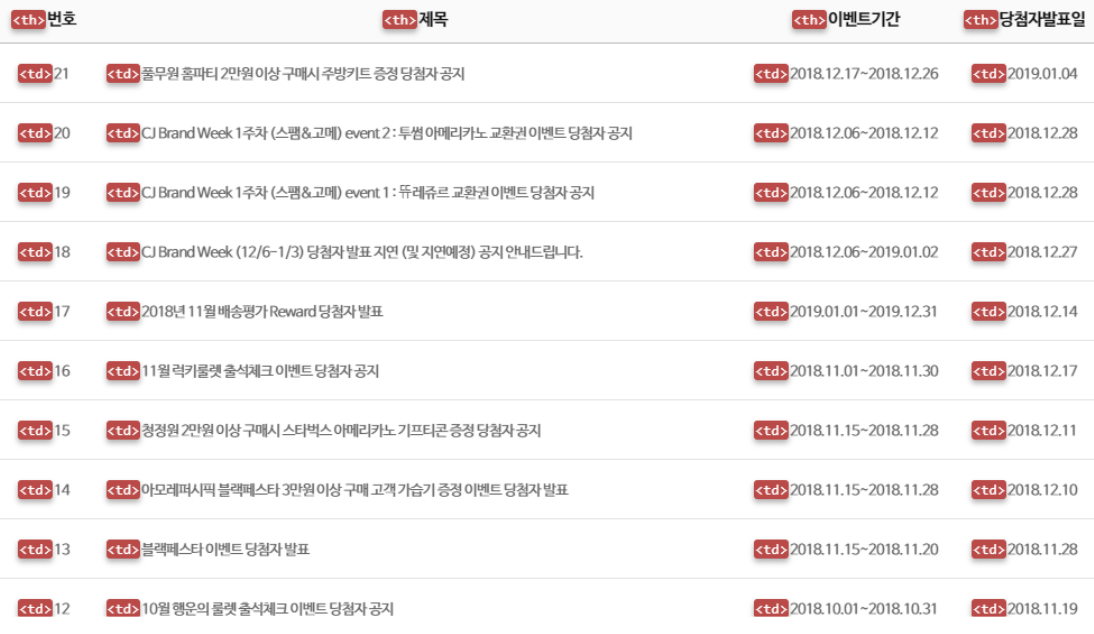 <th>번호 <th>제목 <th>이벤트기간 <th>당첨자발표일
<td>21 <td>풀무원 홈파티 2만원 이상 구매시 주방키트 증정 당첨자 공지 <td>2018.12.17~2018.12.26 <td>2019.01.04
<td>20 <td>CJ Brand Week 1주차 (스팸&고메) event 2 : 투썸 아메리카노 교환권 이벤트 당첨자 공지 <td>2018.12.06~2018.12.12 <td>2018.12.28
<td>19 <td>CJ Brand Week 1주차 (스팸&고메) event 1 : 뚜레쥬르 교환권 이벤트 당첨자 공지 <td>2018.12.06~2018.12.12 <td>2018.12.28
<td>18 <td>CJ Brand Week (12/6-1/3) 당첨자 발표 지연 (및 지연예정) 공지 안내드립니다. <td>2018.12.06~2019.01.02 <td>2018.12.27
<td>17 <td>2018년 11월 배송평가 Reward 당첨자 발표 <td>2019.01.01~2019.12.31 <td>2018.12.14
<td>16 <td>11월 럭키룰렛 출석체크 이벤트 당첨자 공지 <td>2018.11.01~2018.11.30 <td>2018.12.17
<td>15 <td>청정원 2만원 이상 구매시 스타벅스 아메리카노 기프티콘 증정 당첨자 공지 <td>2018.11.15~2018.11.28 <td>2018.12.11
<td>14 <td>아모레퍼시픽 블랙페스타 3만원 이상 구매 고객 가습기 증정 이벤트 당첨자 발표 <td>2018.11.15~2018.11.28 <td>2018.12.10
<td>13 <td>블랙페스타 이벤트 당첨자 발표 <td>2018.11.15~2018.11.20 <td>2018.11.28
<td>12 <td>10월 행운의 룰렛 출석체크 이벤트 당첨자 공지 <td>2018.10.01~2018.10.31 <td>2018.11.19